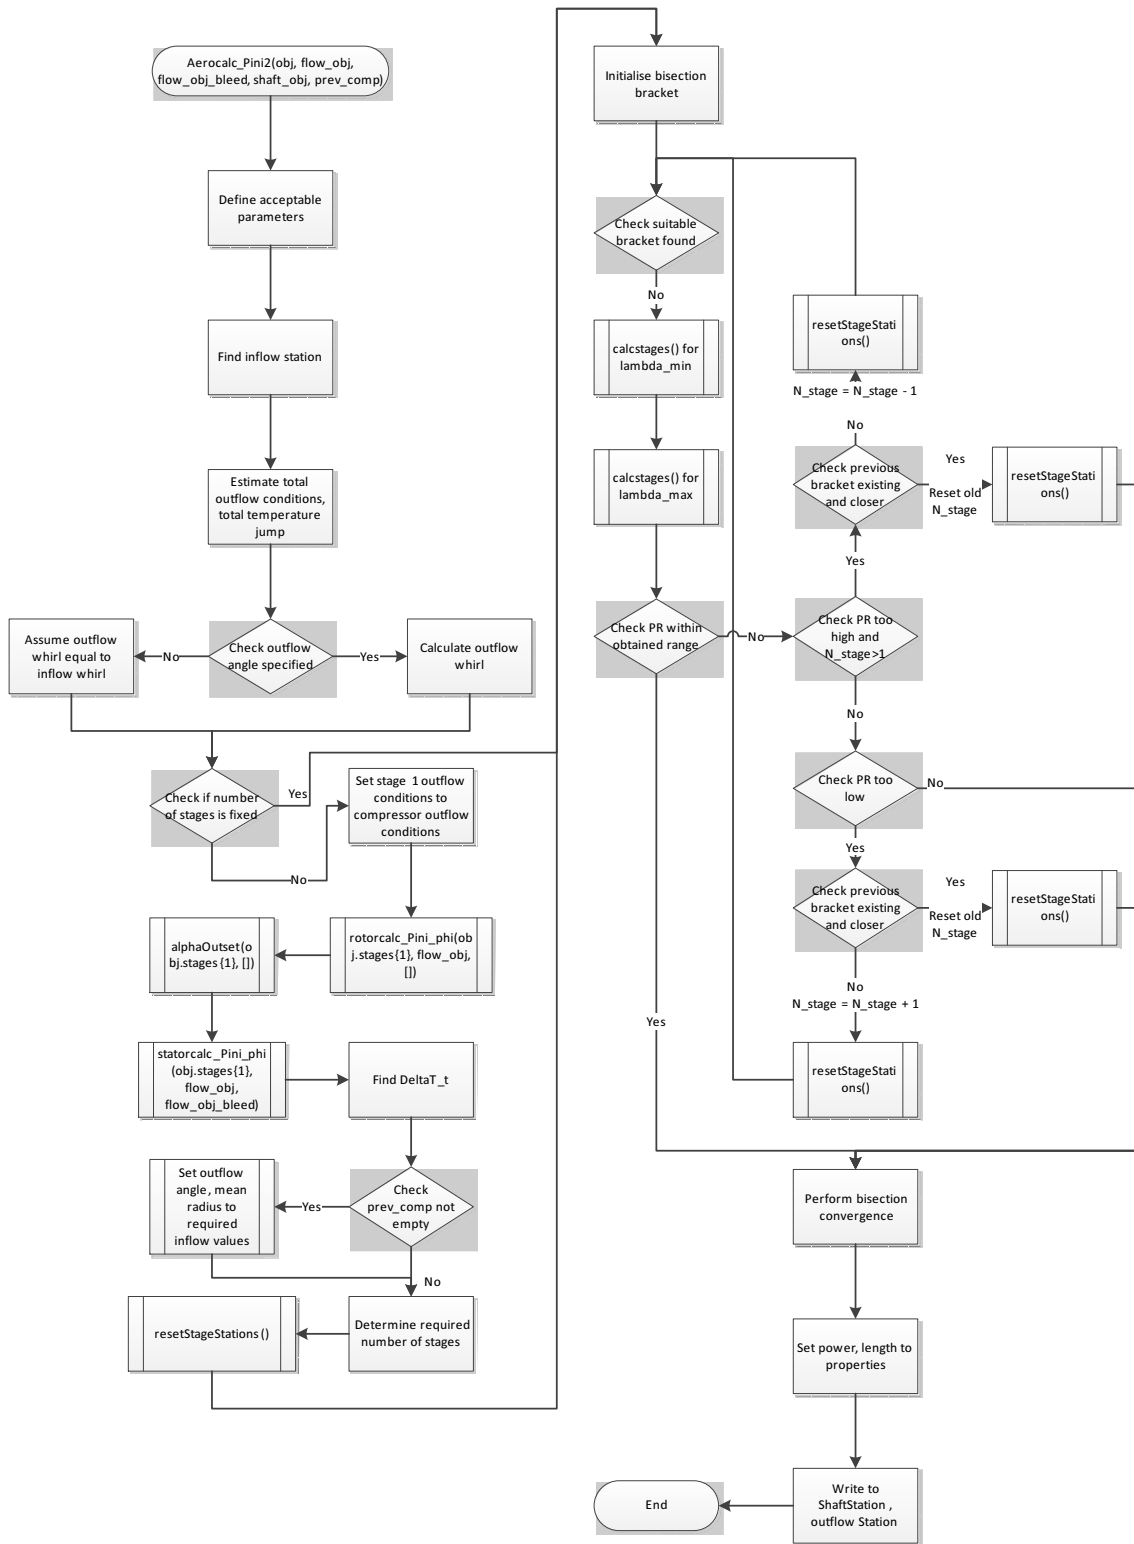 Aerocalc_Pini2(obj, flow_obj,
flow_obj_bleed, shaft_obj, prev_comp)
Define acceptable
parameters
Find inflow station
Estimate total
outflow conditions,
total temperature
jump
Check outflow
angle specified
No
Yes
Assume outflow
whirl equal to
inflow whirl
Calculate outflow
whirl
Check if number
of stages is fixed
Yes
No
Set stage 1 outflow
conditions to
compressor outflow
conditions
rotorcalc_Pini_phi(ob
j.stages{1}, flow_obj,
[])
alphaOutset(o
bj.stages{1}, [])
statorcalc_Pini_phi
(obj.stages{1},
flow_obj,
flow_obj_bleed)
Find DeltaT_t
Check
prev_comp not
empty
Yes
No
Set outflow
angle, mean
radius to
required
inflow values
Determine required
number of stages
resetStageStations()
Initialise bisection
bracket
Check suitable
bracket found
No
calcstages() for
lambda_min
calcstages() for
lambda_max
Check PR within
obtained range
No
Yes
Check PR too
high and
N_stage>1
Yes
No
Check previous
bracket existing
and closer
No
N_stage = N_stage - 1
resetStageStati
ons()
Yes
Reset old
N_stage
resetStageStati
ons()
Check PR too
low
No
Yes
Check previous
bracket existing
and closer
Yes
Reset old
N_stage
resetStageStati
ons()
No
N_stage = N_stage + 1
resetStageStati
ons()
Perform bisection
convergence
Set power, length to
properties
Write to
ShaftStation,
outflow Station
End